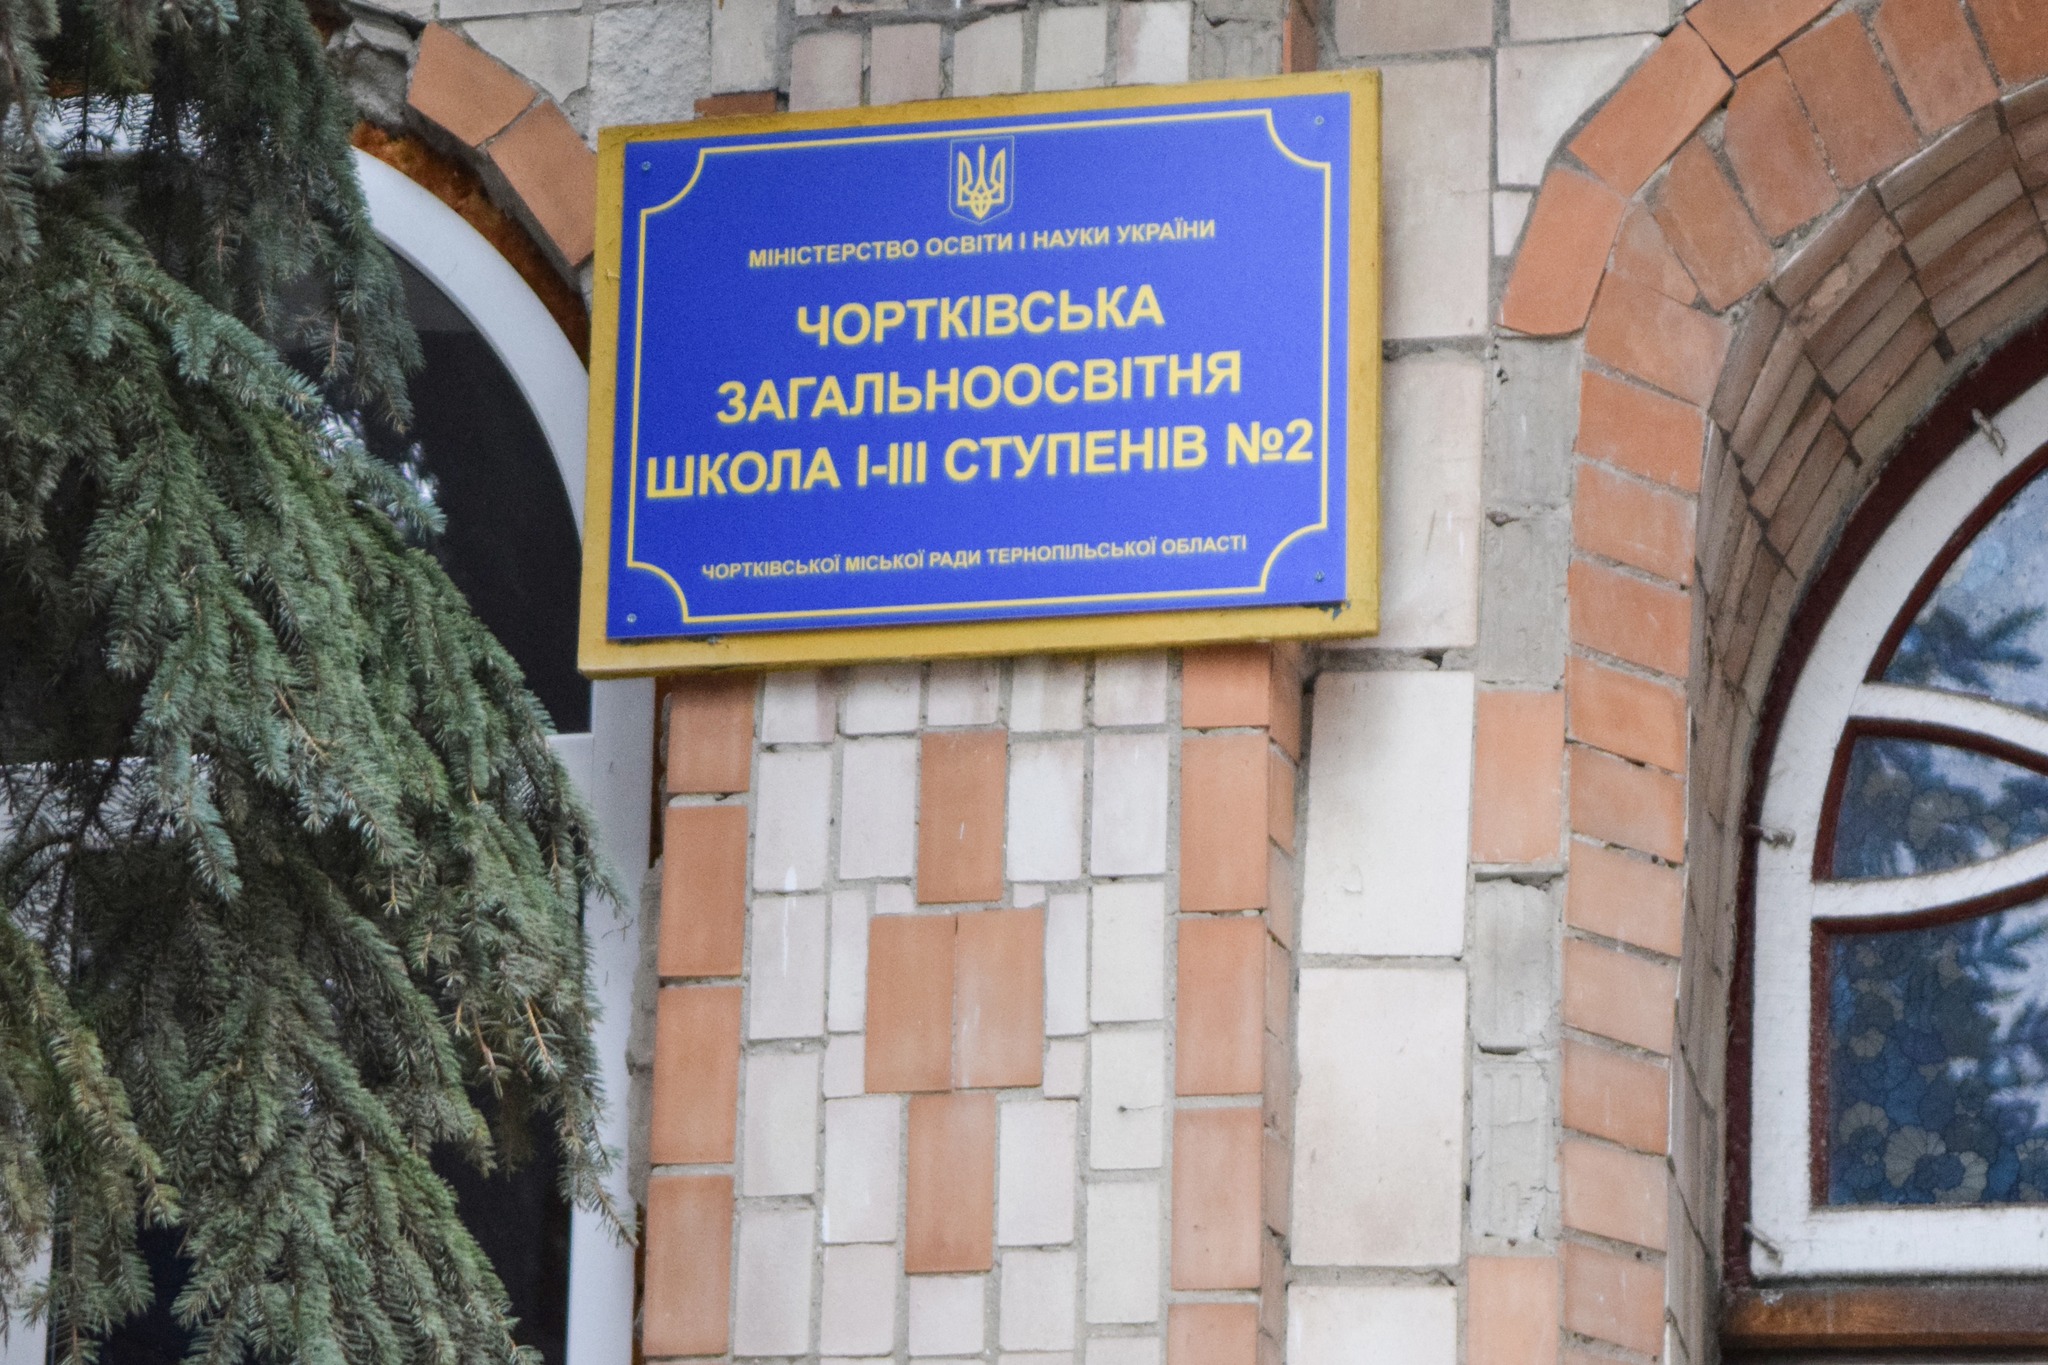 МІНІСТЕРСТВО ОСВІТИ І НАУКИ УКРАЇНИ
ЧОРТКІВСЬКА
ЗАГАЛЬНООСВІТНЯ
ШКОЛА І-ІІІ СТУПЕНІВ №2
ЧОРТКІВСЬКОЇ МІСЬКОЇ РАДИ ТЕРНОПІЛЬСЬКОЇ ОБЛАСТІ